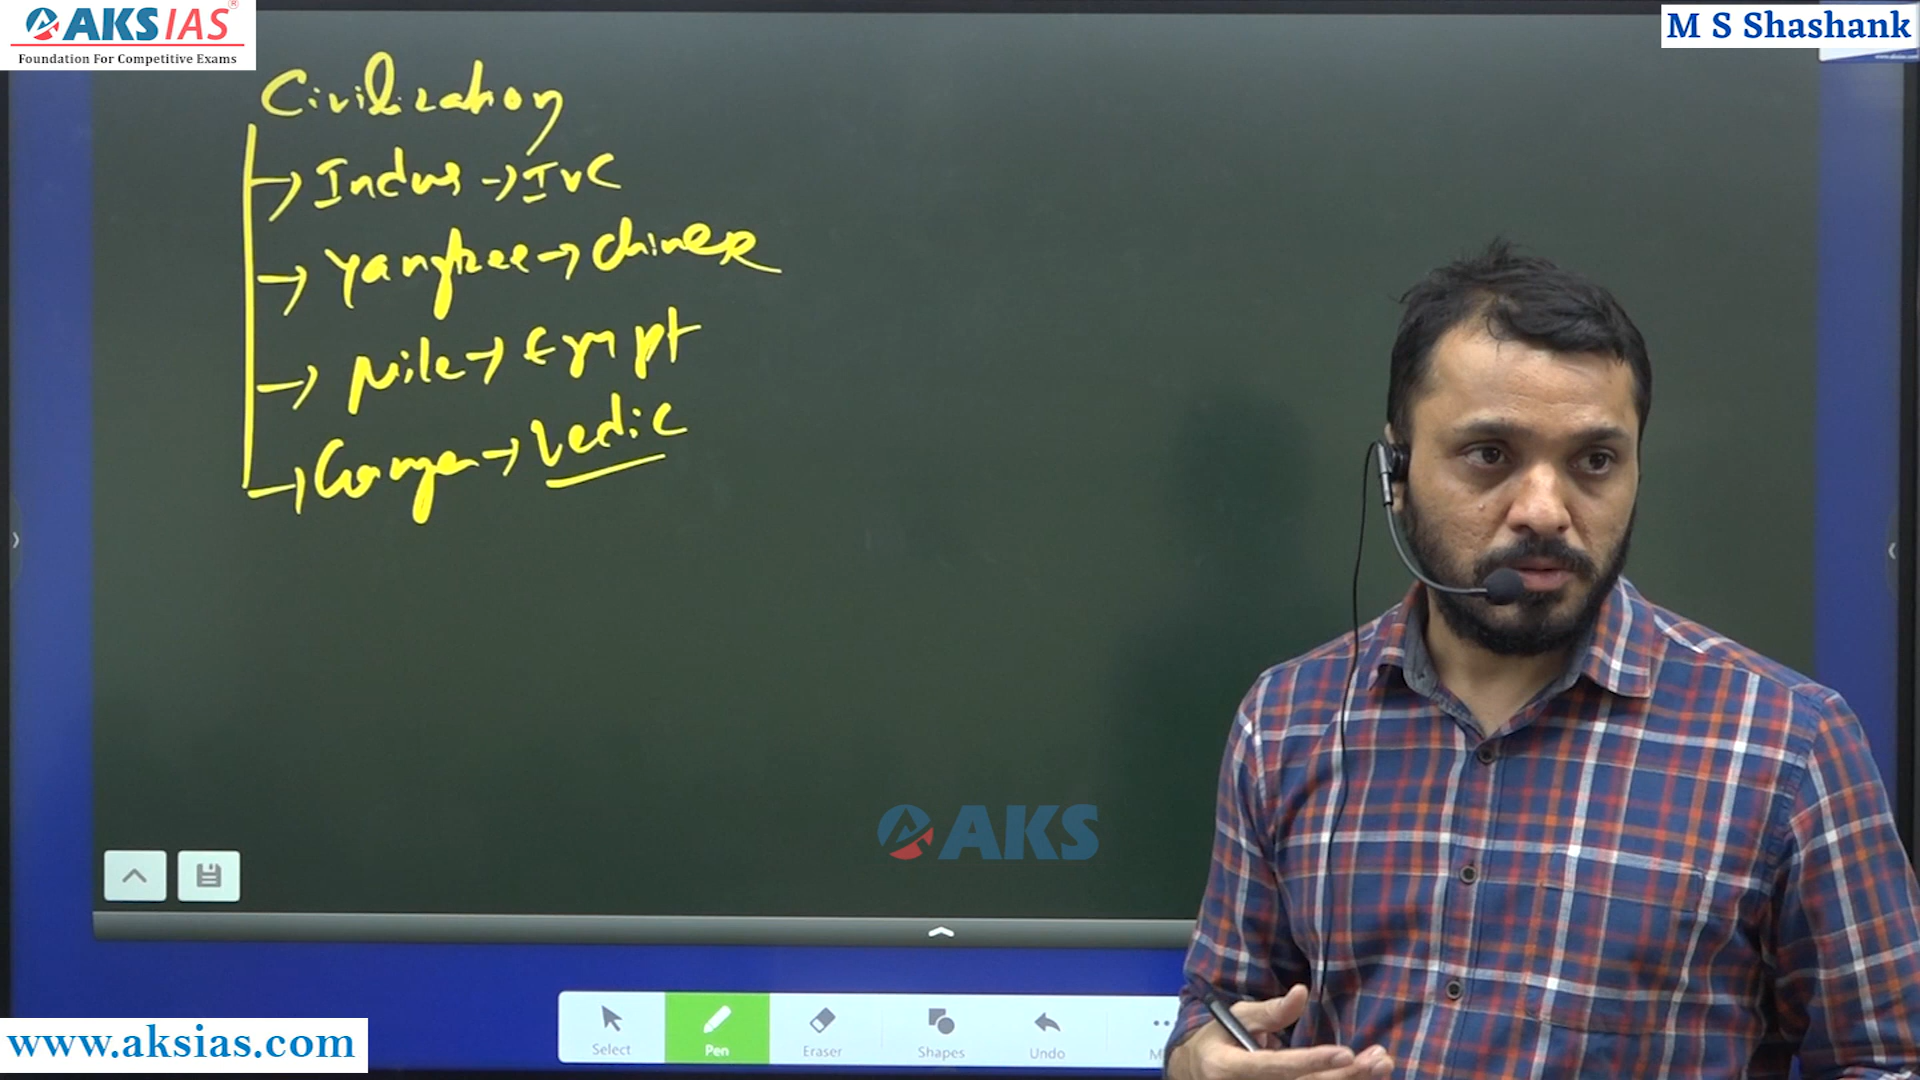 AKS IAS®
Foundation For Competitive Exams
M S Shashank
Civilization
→ Indus → IVC
→ Yangtzee → Chinese
→ Nile → Egypt
→ Ganga → Vedic
AKS
Select Pen Eraser Shapes Undo
www.aksias.com